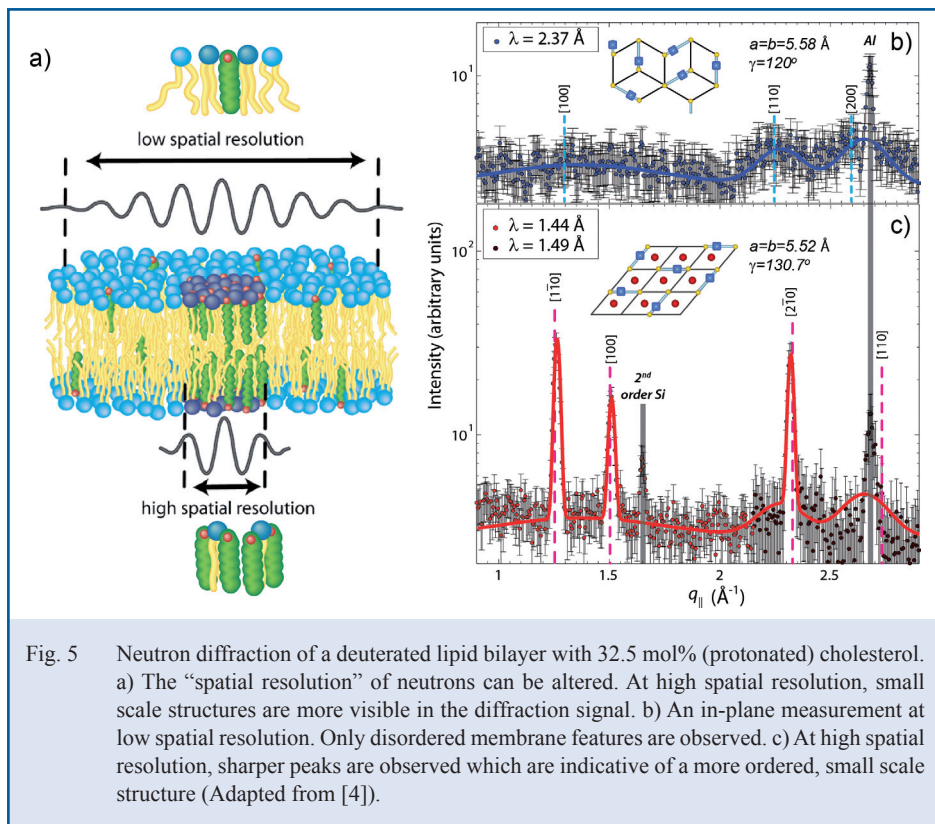 a)
low spatial resolution
high spatial resolution
b)
λ = 2.37 Å
a=b=5.58 Å
γ=120º
Al
10¹
[100]
[110]
[200]
c)
λ = 1.44 Å
λ = 1.49 Å
a=b=5.52 Å
γ=130.7º
10²
10¹
[11̄0]
[100]
2nd
order Si
[21̄0]
[110]
Intensity (arbitrary units)
1
1.5
2
2.5
q|| (Å⁻¹)
Fig. 5 Neutron diffraction of a deuterated lipid bilayer with 32.5 mol% (protonated) cholesterol.
a) The “spatial resolution” of neutrons can be altered. At high spatial resolution, small
scale structures are more visible in the diffraction signal. b) An in-plane measurement at
low spatial resolution. Only disordered membrane features are observed. c) At high spatial
resolution, sharper peaks are observed which are indicative of a more ordered, small scale
structure (Adapted from [4]).